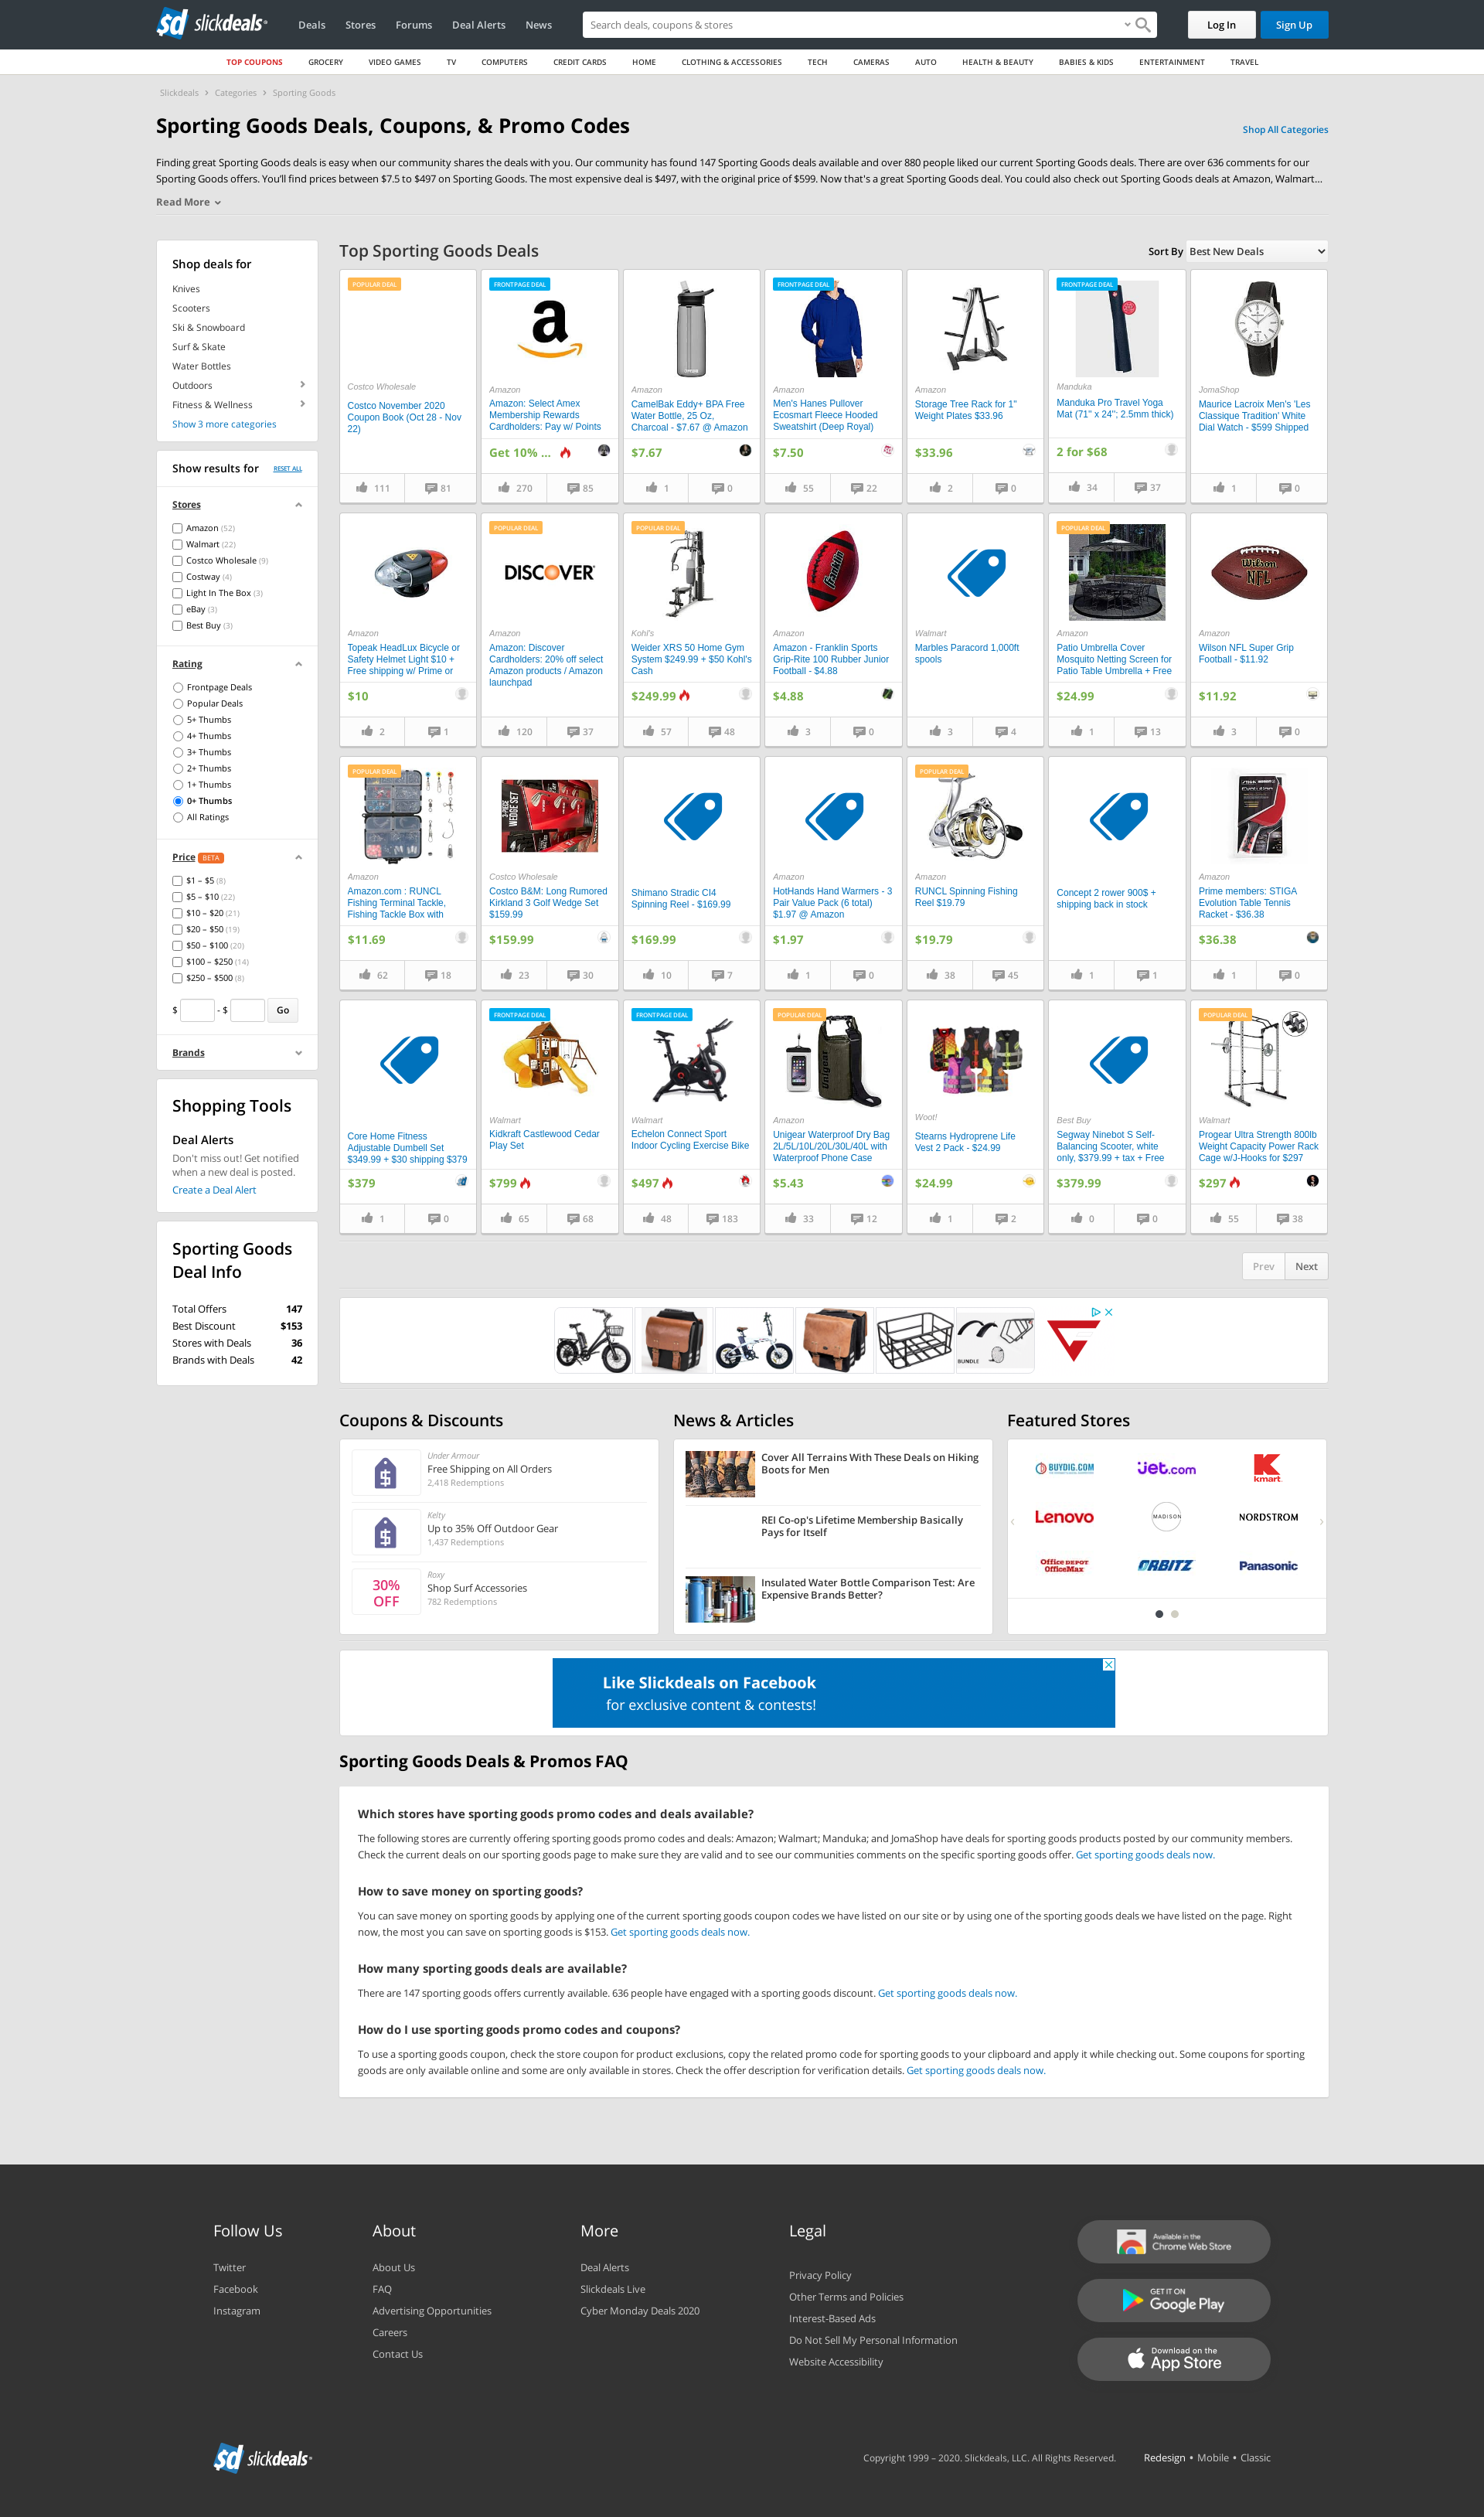 sd slickdeals
Deals Stores Forums Deal Alerts News
Search deals, coupons & stores
Log In Sign Up
TOP COUPONS GROCERY VIDEO GAMES TV COMPUTERS CREDIT CARDS HOME CLOTHING & ACCESSORIES TECH CAMERAS AUTO HEALTH & BEAUTY BABIES & KIDS ENTERTAINMENT TRAVEL
Slickdeals › Categories › Sporting Goods
Sporting Goods Deals, Coupons, & Promo Codes
Shop All Categories
Finding great Sporting Goods deals is easy when our community shares the deals with you. Our community has found 147 Sporting Goods deals available and over 880 people liked our current Sporting Goods deals. There are over 636 comments for our
Sporting Goods offers. You'll find prices between $7.5 to $497 on Sporting Goods. The most expensive deal is $497, with the original price of $599. Now that's a great Sporting Goods deal. You could also check out Sporting Goods deals at Amazon, Walmart...
Read More
Shop deals for
Knives
Scooters
Ski & Snowboard
Surf & Skate
Water Bottles
Outdoors
Fitness & Wellness
Show 3 more categories
Show results for RESET ALL
Stores
Amazon (52)
Walmart (22)
Costco Wholesale (9)
Costway (4)
Light In The Box (3)
eBay (3)
Best Buy (3)
Rating
Frontpage Deals
Popular Deals
5+ Thumbs
4+ Thumbs
3+ Thumbs
2+ Thumbs
1+ Thumbs
0+ Thumbs
All Ratings
Price BETA
$1 – $5 (8)
$5 – $10 (22)
$10 – $20 (21)
$20 – $50 (19)
$50 – $100 (20)
$100 – $250 (14)
$250 – $500 (8)
$ - $ Go
Brands
Shopping Tools
Deal Alerts
Don't miss out! Get notified
when a new deal is posted.
Create a Deal Alert
Sporting Goods
Deal Info
Total Offers 147
Best Discount $153
Stores with Deals 36
Brands with Deals 42
Top Sporting Goods Deals
Sort By Best New Deals
POPULAR DEAL
Costco Wholesale
Costco November 2020
Coupon Book (Oct 28 - Nov
22)
111 81
FRONTPAGE DEAL
a
Amazon
Amazon: Select Amex
Membership Rewards
Cardholders: Pay w/ Points
Get 10% ...
270 85
Amazon
CamelBak Eddy+ BPA Free
Water Bottle, 25 Oz,
Charcoal - $7.67 @ Amazon
$7.67
1 0
FRONTPAGE DEAL
Amazon
Men's Hanes Pullover
Ecosmart Fleece Hooded
Sweatshirt (Deep Royal)
$7.50
55 22
Amazon
Storage Tree Rack for 1"
Weight Plates $33.96
$33.96
2 0
FRONTPAGE DEAL
Manduka
Manduka Pro Travel Yoga
Mat (71" x 24"; 2.5mm thick)
2 for $68
34 37
JomaShop
Maurice Lacroix Men's 'Les
Classique Tradition' White
Dial Watch - $599 Shipped
1 0
Amazon
Topeak HeadLux Bicycle or
Safety Helmet Light $10 +
Free shipping w/ Prime or
$10
2 1
POPULAR DEAL
DISCOVER
Amazon
Amazon: Discover
Cardholders: 20% off select
Amazon products / Amazon
launchpad
120 37
POPULAR DEAL
Kohl's
Weider XRS 50 Home Gym
System $249.99 + $50 Kohl's
Cash
$249.99
57 48
Franklin
Amazon
Amazon - Franklin Sports
Grip-Rite 100 Rubber Junior
Football - $4.88
$4.88
3 0
Walmart
Marbles Paracord 1,000ft
spools
3 4
POPULAR DEAL
Amazon
Patio Umbrella Cover
Mosquito Netting Screen for
Patio Table Umbrella + Free
$24.99
1 13
Wilson
NFL
Amazon
Wilson NFL Super Grip
Football - $11.92
$11.92
3 0
POPULAR DEAL
Amazon
Amazon.com : RUNCL
Fishing Terminal Tackle,
Fishing Tackle Box with
$11.69
62 18
WEDGE SET
Costco Wholesale
Costco B&M: Long Rumored
Kirkland 3 Golf Wedge Set
$159.99
$159.99
23 30
Shimano Stradic CI4
Spinning Reel - $169.99
$169.99
10 7
Amazon
HotHands Hand Warmers - 3
Pair Value Pack (6 total)
$1.97 @ Amazon
$1.97
1 0
POPULAR DEAL
Amazon
RUNCL Spinning Fishing
Reel $19.79
$19.79
38 45
Concept 2 rower 900$ +
shipping back in stock
1 1
STIGA
Evolution
Amazon
Prime members: STIGA
Evolution Table Tennis
Racket - $36.38
$36.38
1 0
Core Home Fitness
Adjustable Dumbell Set
$349.99 + $30 shipping $379
$379
1 0
FRONTPAGE DEAL
Walmart
Kidkraft Castlewood Cedar
Play Set
$799
65 68
FRONTPAGE DEAL
Walmart
Echelon Connect Sport
Indoor Cycling Exercise Bike
$497
48 183
POPULAR DEAL
Unigear
Amazon
Unigear Waterproof Dry Bag
2L/5L/10L/20L/30L/40L with
Waterproof Phone Case
$5.43
33 12
Woot!
Stearns Hydroprene Life
Vest 2 Pack - $24.99
$24.99
1 2
Best Buy
Segway Ninebot S Self-
Balancing Scooter, white
only, $379.99 + tax + Free
$379.99
0 0
POPULAR DEAL
Walmart
Progear Ultra Strength 800lb
Weight Capacity Power Rack
Cage w/J-Hooks for $297
$297
55 38
Prev Next
BUNDLE
Coupons & Discounts
Under Armour
Free Shipping on All Orders
2,418 Redemptions
Kelty
Up to 35% Off Outdoor Gear
1,437 Redemptions
30%
OFF
Roxy
Shop Surf Accessories
782 Redemptions
News & Articles
Cover All Terrains With These Deals on Hiking
Boots for Men
REI Co-op's Lifetime Membership Basically
Pays for Itself
Insulated Water Bottle Comparison Test: Are
Expensive Brands Better?
Featured Stores
BUYDIG.COM jet.com Kmart
Lenovo MADISON NORDSTROM
Office DEPOT OfficeMax ORBITZ Panasonic
Like Slickdeals on Facebook
for exclusive content & contests!
Sporting Goods Deals & Promos FAQ
Which stores have sporting goods promo codes and deals available?
The following stores are currently offering sporting goods promo codes and deals: Amazon; Walmart; Manduka; and JomaShop have deals for sporting goods products posted by our community members.
Check the current deals on our sporting goods page to make sure they are valid and to see our communities comments on the specific sporting goods offer. Get sporting goods deals now.
How to save money on sporting goods?
You can save money on sporting goods by applying one of the current sporting goods coupon codes we have listed on our site or by using one of the sporting goods deals we have listed on the page. Right
now, the most you can save on sporting goods is $153. Get sporting goods deals now.
How many sporting goods deals are available?
There are 147 sporting goods offers currently available. 636 people have engaged with a sporting goods discount. Get sporting goods deals now.
How do I use sporting goods promo codes and coupons?
To use a sporting goods coupon, check the store coupon for product exclusions, copy the related promo code for sporting goods to your clipboard and apply it while checking out. Some coupons for sporting
goods are only available online and some are only available in stores. Check the offer description for verification details. Get sporting goods deals now.
Follow Us
Twitter
Facebook
Instagram
About
About Us
FAQ
Advertising Opportunities
Careers
Contact Us
More
Deal Alerts
Slickdeals Live
Cyber Monday Deals 2020
Legal
Privacy Policy
Other Terms and Policies
Interest-Based Ads
Do Not Sell My Personal Information
Website Accessibility
Available in the
Chrome Web Store
GET IT ON
Google Play
Download on the
App Store
sd slickdeals
Copyright 1999 – 2020. Slickdeals, LLC. All Rights Reserved. Redesign • Mobile • Classic